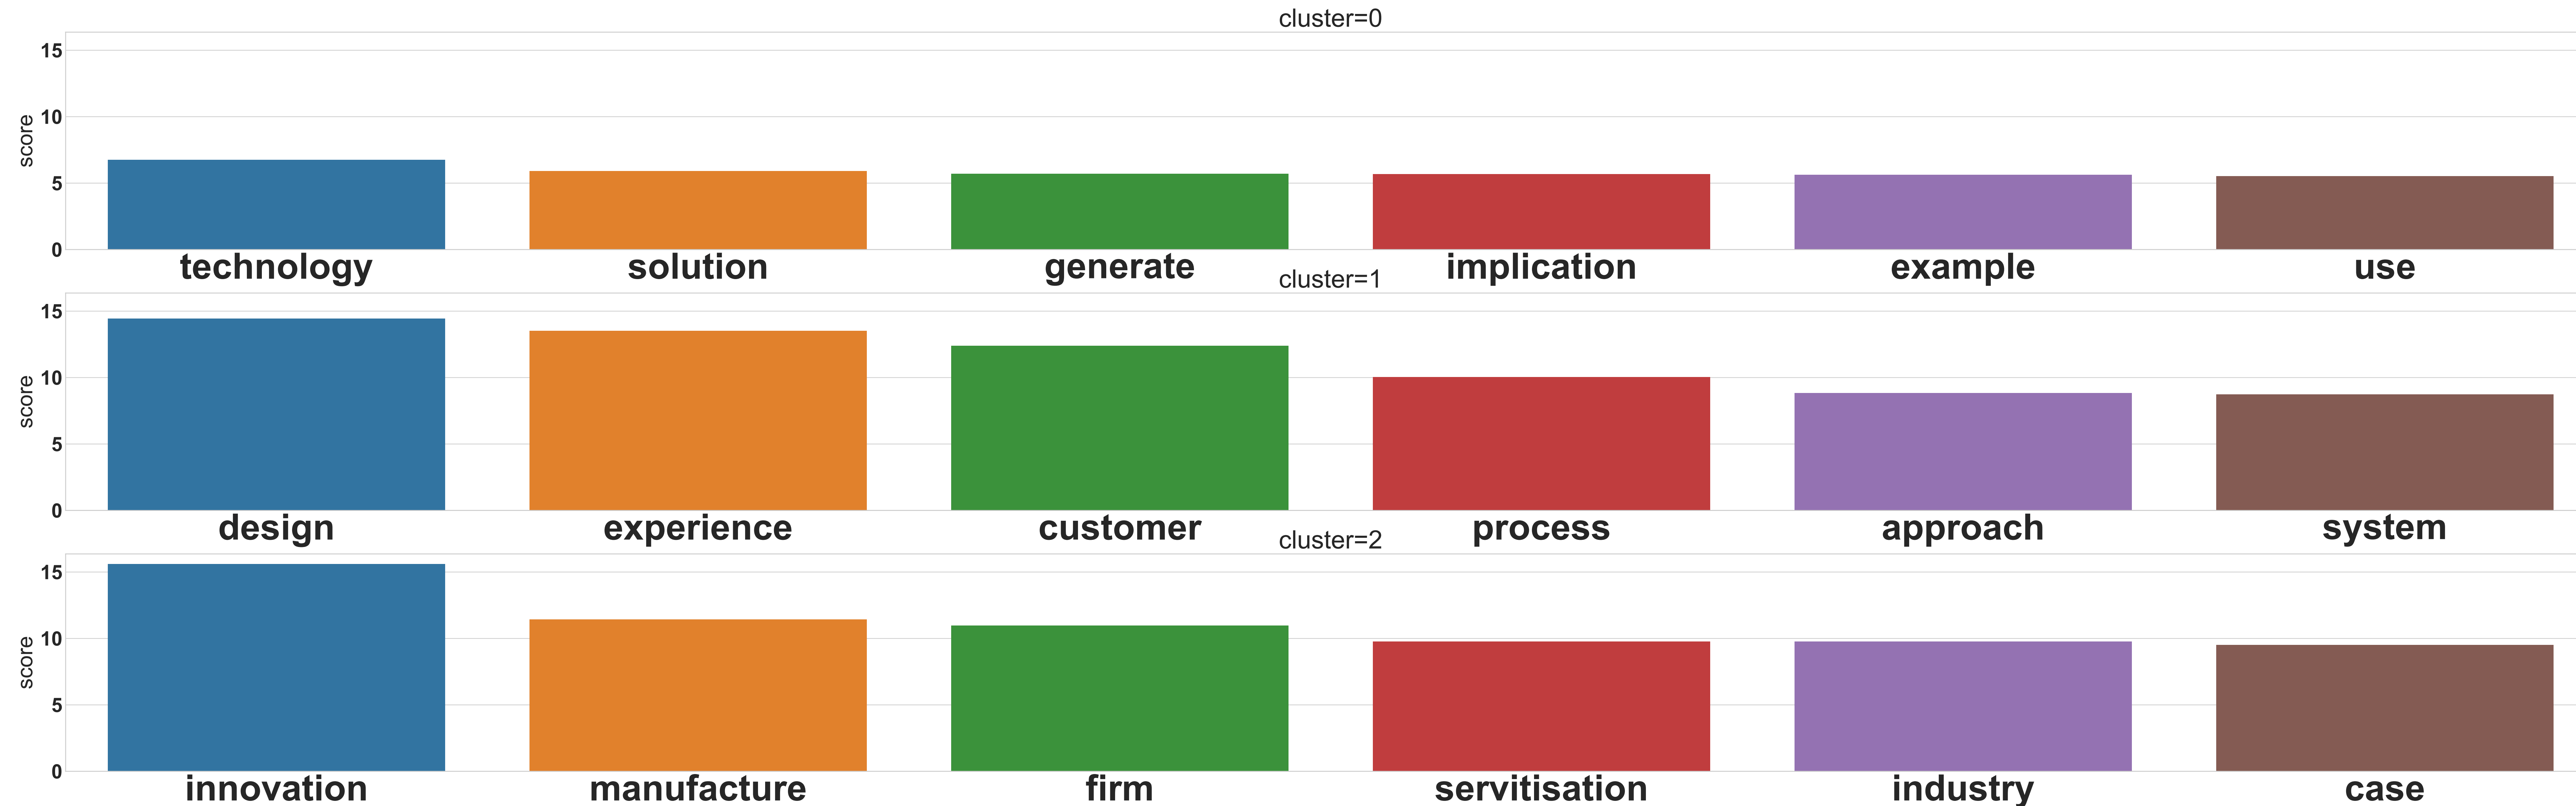 cluster=0
15
10
5
0
score
technology solution generate implication example use
cluster=1
15
10
5
0
score
design experience customer process approach system
cluster=2
15
10
5
0
score
innovation manufacture firm servitisation industry case